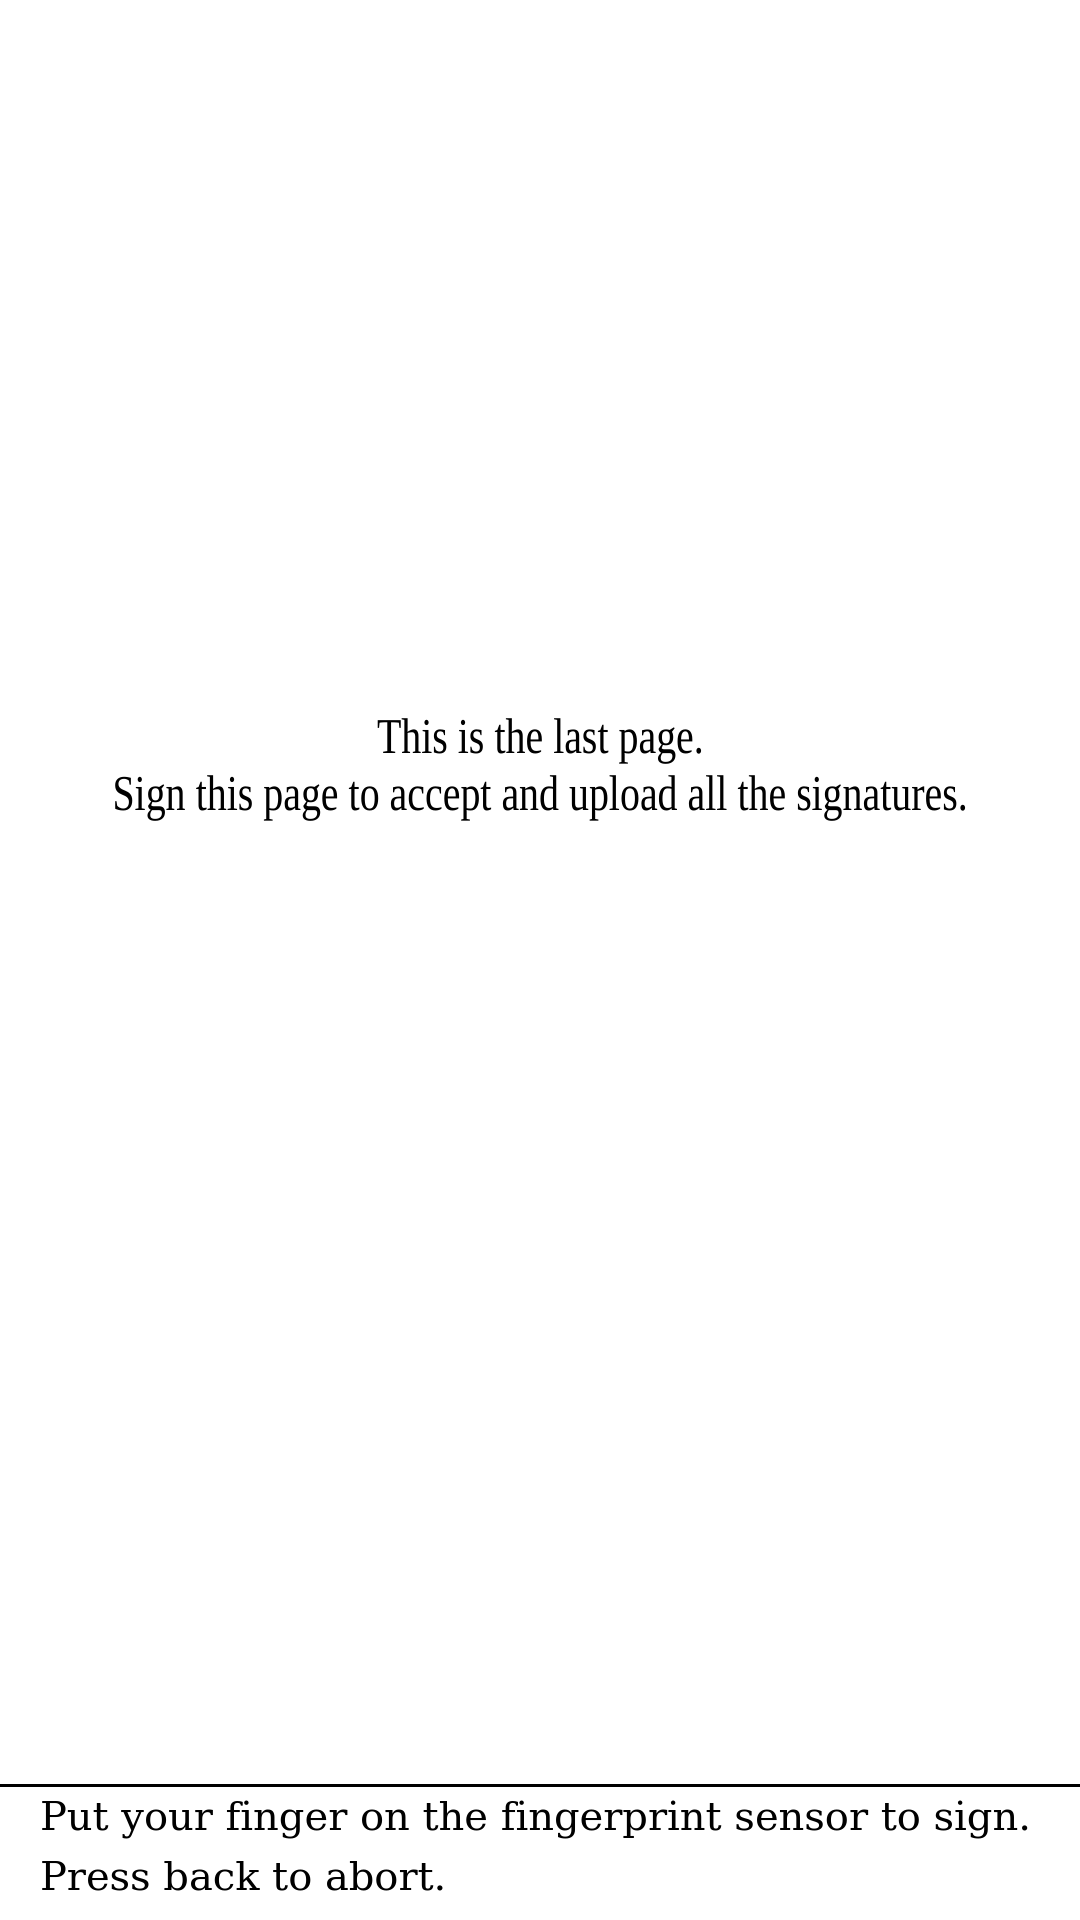 This is the last page.
Sign this page to accept and upload all the signatures.
Put your finger on the fingerprint sensor to sign.
Press back to abort.